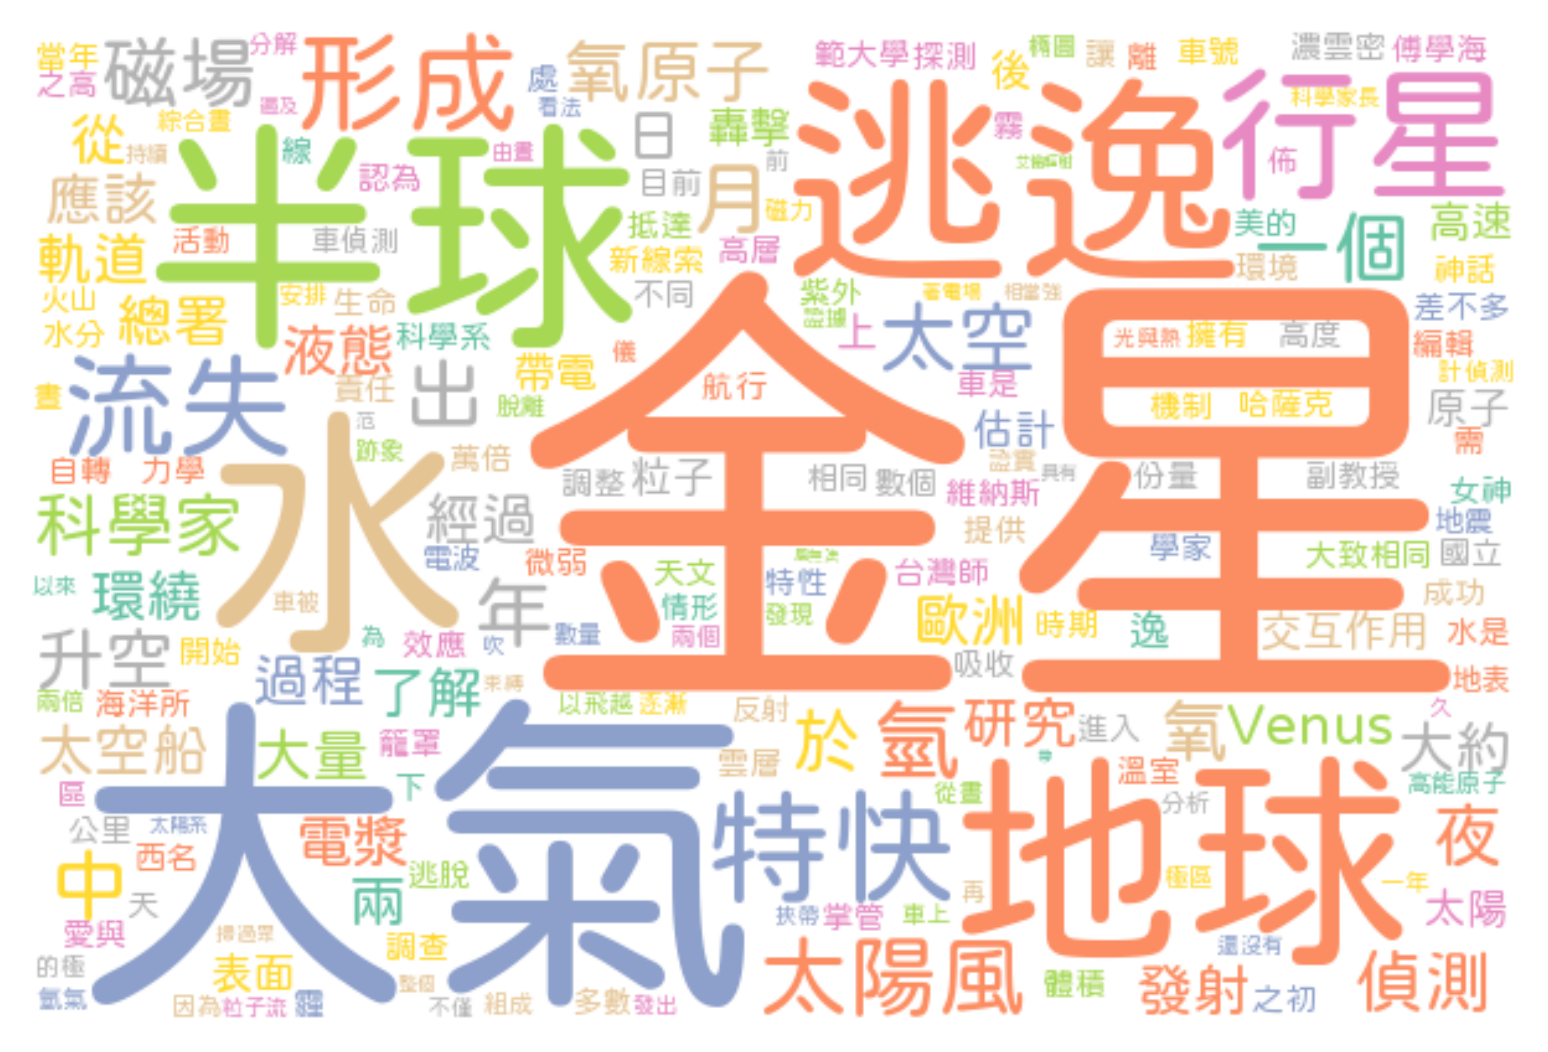 當年
之高
磁場
分解
形成
氧原子
處
看法
範大學
探測
後
橢圓
讓
離
車號
濃雲密
傅學海
科學家長
行星
從
綜合晝
持續
線
遍及
認為
由晝
日
轟擊
前
霧
佈
逃逸
應該
半球
目前
月
磁力
抵達
美的
一個
高速
活動
車偵測
軌道
新線索
高層
環境
神話
火山
水分
總署
安排
生命
不同
紫外
證據
著電場
相當強
差不多
液態
科學系
上
太空
光與熱
擁有
高度
編輯
流失
晝
責任
出
儀
帶電
脫離
航行
車是
機制
哈薩克
計偵測
原子
需
厄
跡象
萬倍
估計
金星
自轉
力學
水
調整
粒子
相同
數個
證實
具有
維納斯
份量
副教授
女神
地震
科學家
經過
電波
微弱
提供
學家
大致相同
國立
以來
環繞
車被
年
天文
特性
台灣師
情形
發現
成功
升空
開始
為
效應
吹
數量
兩個
歐洲
時期
逸
交互作用
水是
過程
了解
束縛
吸收
地表
兩倍
海洋所
以飛越
逐漸
反射
久
太空船
大量
籠罩
雲層
於
氫
研究
進入
氧
Venus
大約
區
下
從晝
溫室
高能原子
公里
太陽系
大氣
特快
地球
分析
夜
中
西名
電漿
逃脫
兩
再
極區
一年
天
愛與
挾帶
掌管
車上
太陽
掃過眾
調查
還沒有
的極
表面
整個
太陽風
體積
發射
之初
偵測
氫氣
因為
粒子流
不僅
組成
多數
發出